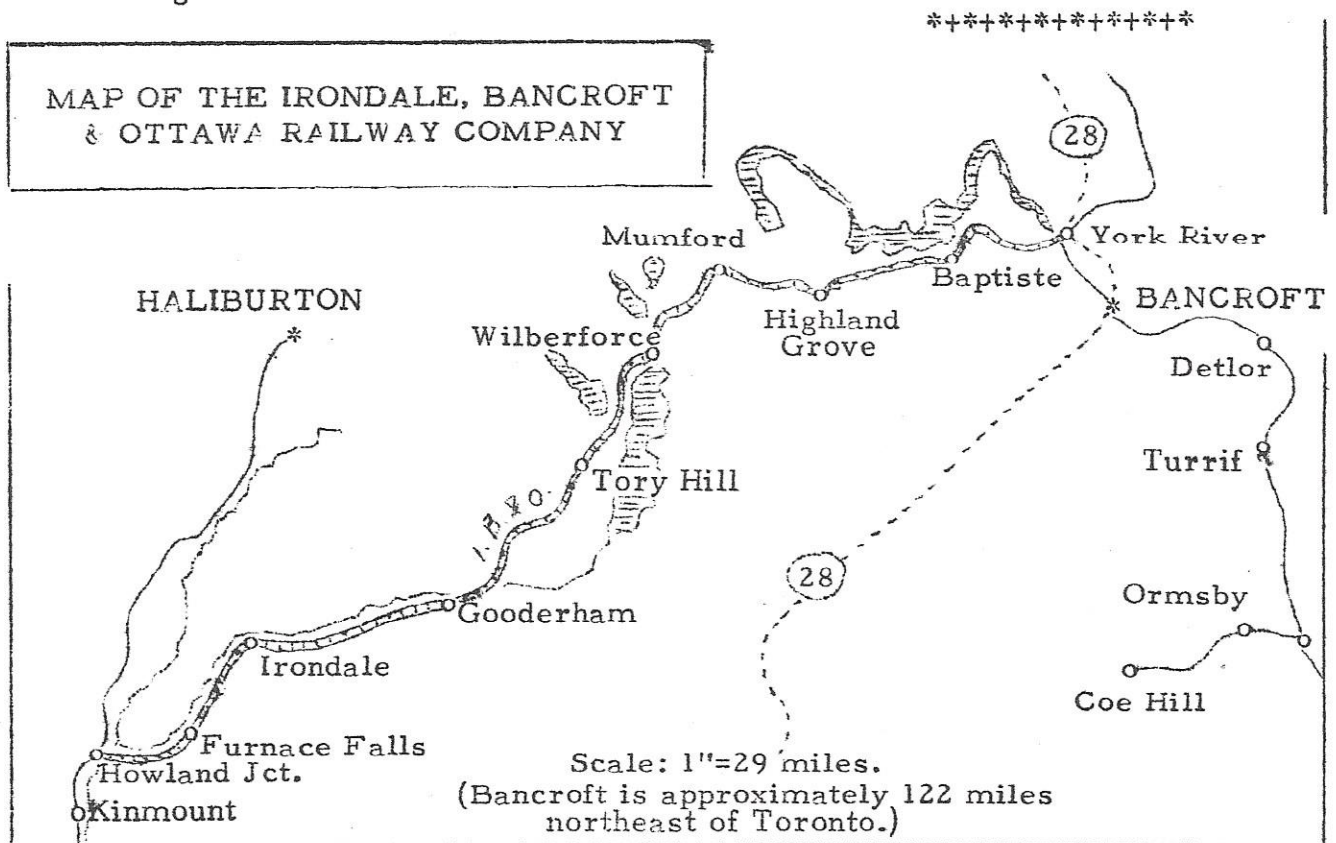 *+*+*+*+*+*+*+*+*
MAP OF THE IRONDALE, BANCROFT
& OTTAWA RAILWAY COMPANY
28
Mumford
York River
Baptiste
HALIBURTON
*
BANCROFT
*
Highland
Grove
Wilberforce
Detlor
Turrif
Tory Hill
I.B.&O.
28
Gooderham
Ormsby
Irondale
Coe Hill
Furnace Falls
Howland Jct.
Kinmount
Scale: 1"=29 miles.
(Bancroft is approximately 122 miles
northeast of Toronto.)